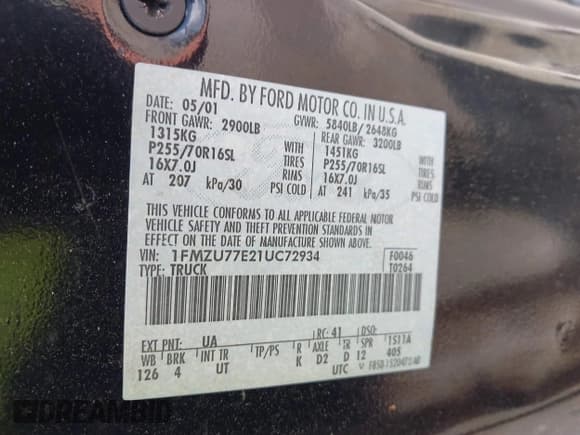 MFD. BY FORD MOTOR CO. IN U.S.A.
DATE: 05/01 GVWR: 5840LB/ 2648KG
FRONT GAWR: 2900LB REAR GAWR: 3200LB
1315KG WITH 1451KG WITH
P255/70R16SL TIRES P255/70R16SL TIRES
16X7.0J RIMS 16X7.0J RIMS
AT 207 kPa/30 PSI COLD AT 241 kPa/35 PSI COLD
THIS VEHICLE CONFORMS TO ALL APPLICABLE FEDERAL MOTOR
VEHICLE SAFETY AND THEFT PREVENTION STANDARDS
IN EFFECT ON THE DATE OF MANUFACTURE SHOWN ABOVE.
VIN: 1FMZU77E21UC72934 F0046
TYPE: TRUCK T0264
EXT PNT: UA RC: 41 DSO:
WB BRK INT TR TP/PS R AXLE TR SPR 1S11A
126 4 UT K D2 D 12 405
UTC
DREAMBID